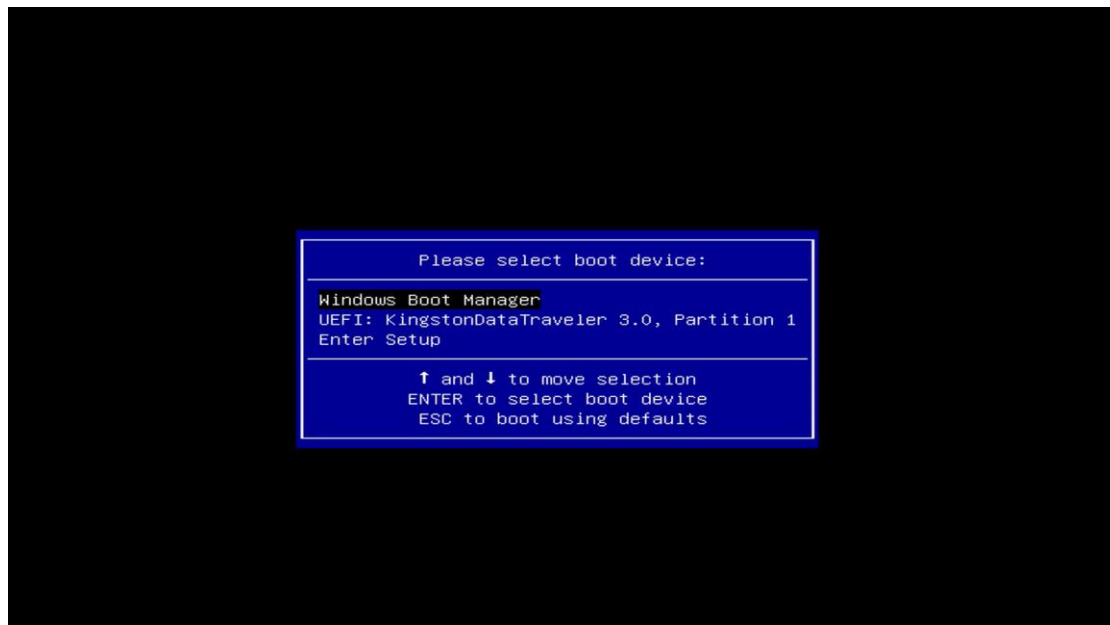 Please select boot device:
Windows Boot Manager
UEFI: KingstonDataTraveler 3.0, Partition 1
Enter Setup
↑ and ↓ to move selection
ENTER to select boot device
ESC to boot using defaults